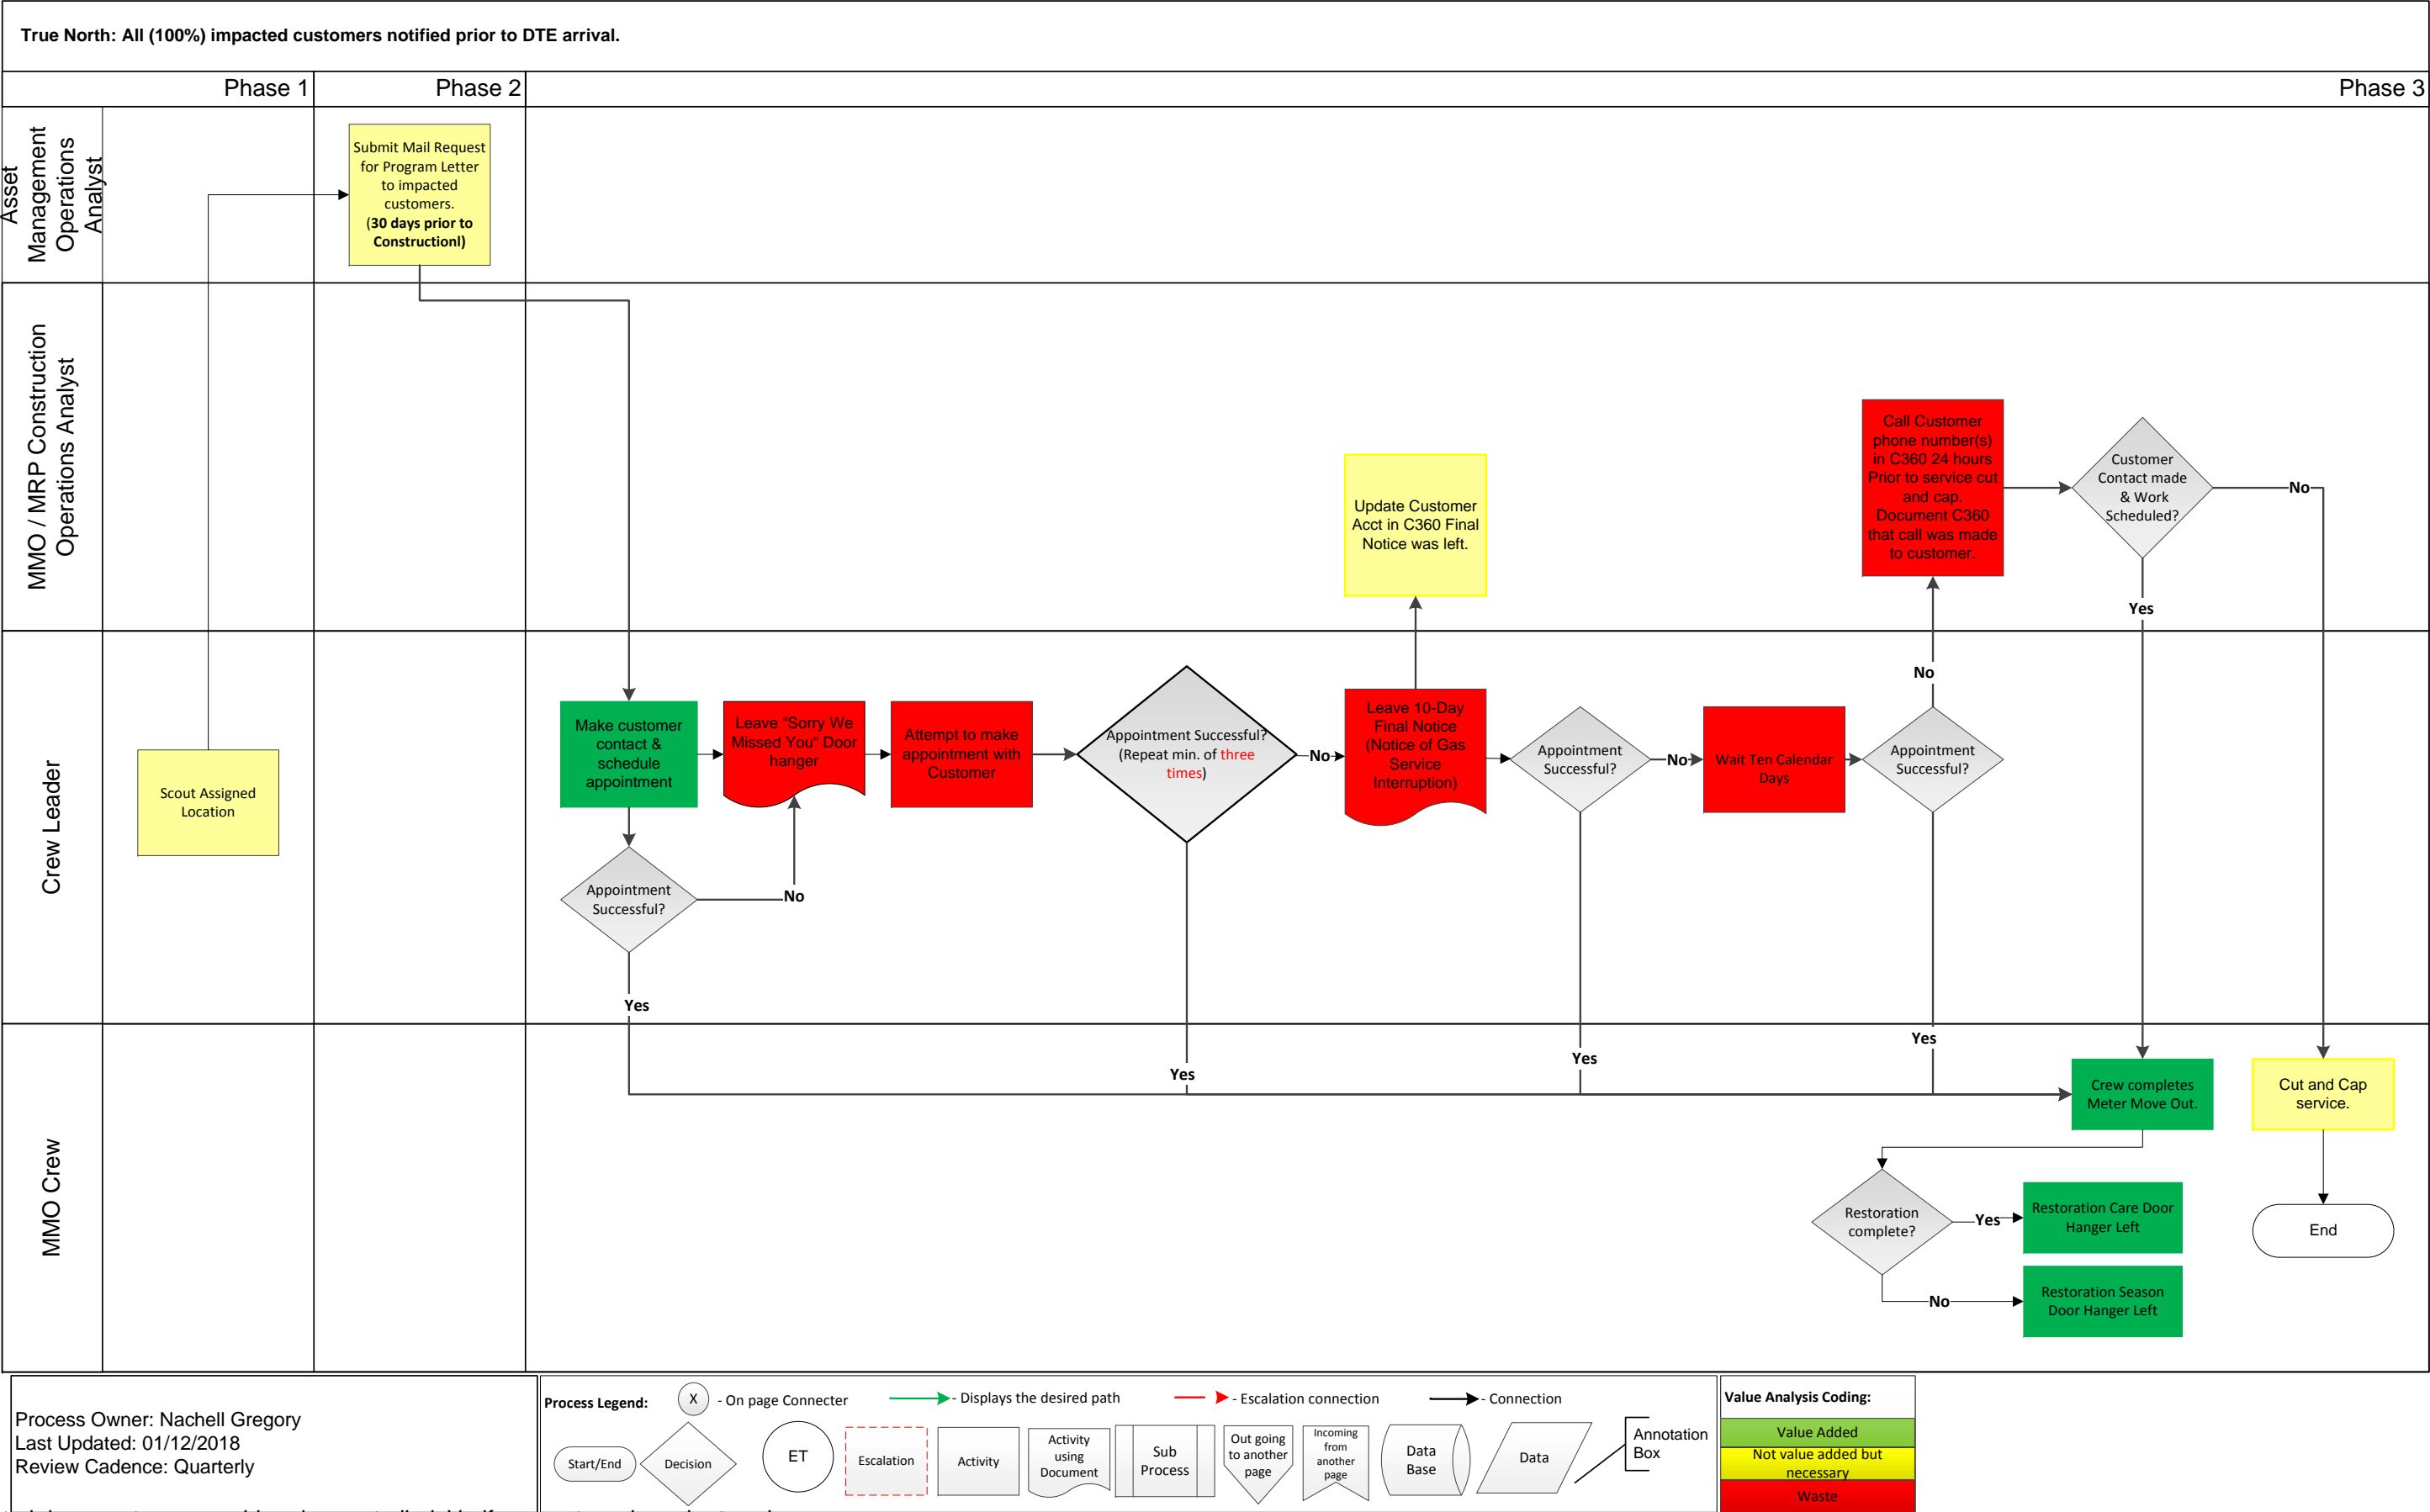 True North: All (100%) impacted customers notified prior to DTE arrival.
Phase 1
Phase 2
Phase 3
Asset
Management
Operations
Analyst
Submit Mail Request
for Program Letter
to impacted
customers.
(30 days prior to
Constructionl)
MMO / MRP Construction
Operations Analyst
Update Customer
Acct in C360 Final
Notice was left.
Call Customer
phone number(s)
in C360 24 hours
Prior to service cut
and cap.
Document C360
that call was made
to customer.
Customer
Contact made
& Work
Scheduled?
No
Yes
Crew Leader
Scout Assigned
Location
Make customer
contact &
schedule
appointment
Leave "Sorry We
Missed You" Door
hanger
Attempt to make
appointment with
Customer
Appointment Successful?
(Repeat min. of three
times)
No
Leave 10-Day
Final Notice
(Notice of Gas
Service
Interruption)
Appointment
Successful?
No
Wait Ten Calendar
Days
Appointment
Successful?
No
Appointment
Successful?
No
Yes
MMO Crew
Yes
Yes
Yes
Crew completes
Meter Move Out.
Cut and Cap
service.
Restoration
complete?
Yes
Restoration Care Door
Hanger Left
End
No
Restoration Season
Door Hanger Left
Process Owner: Nachell Gregory
Last Updated: 01/12/2018
Review Cadence: Quarterly
Process Legend:
X
- On page Connecter
- Displays the desired path
- Escalation connection
- Connection
Start/End
Decision
ET
Escalation
Activity
Activity
using
Document
Sub
Process
Out going
to another
page
Incoming
from
another
page
Data
Base
Data
Annotation
Box
Value Analysis Coding:
Value Added
Not value added but
necessary
Waste